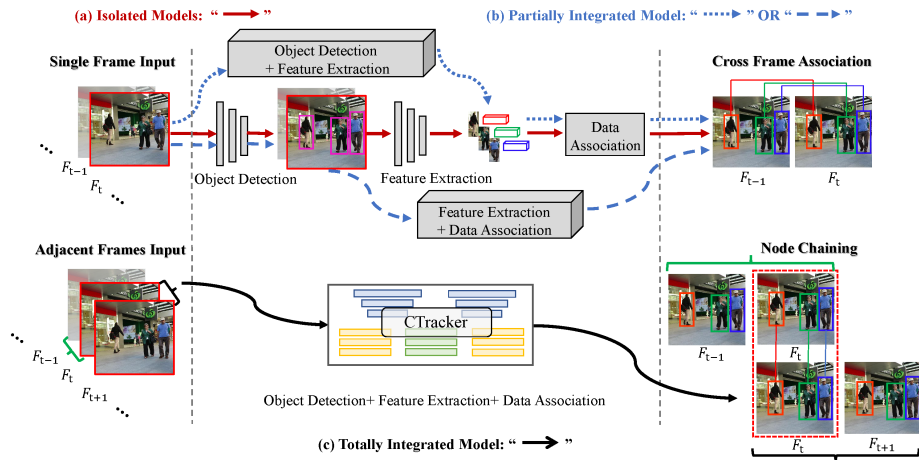 (a) Isolated Models: “ ”
(b) Partially Integrated Model: “ ” OR “ ”
Single Frame Input
Object Detection
+ Feature Extraction
Cross Frame Association
Data
Association
...
F_{t-1}
F_t
...
Object Detection
Feature Extraction
F_{t-1}
F_t
Feature Extraction
+ Data Association
Adjacent Frames Input
Node Chaining
CTracker
...
F_{t-1}
F_t
F_{t+1}
...
F_{t-1}
F_t
Object Detection+ Feature Extraction+ Data Association
F_t
F_{t+1}
(c) Totally Integrated Model: “ ”